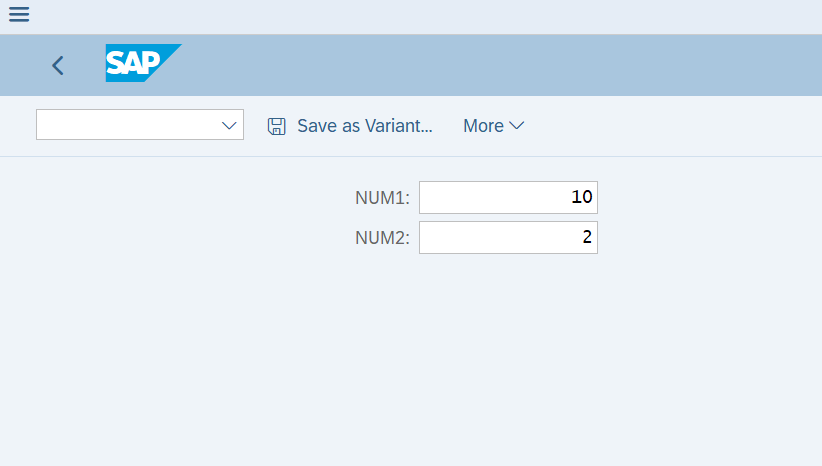 SAP
Save as Variant... More
NUM1: 10
NUM2: 2